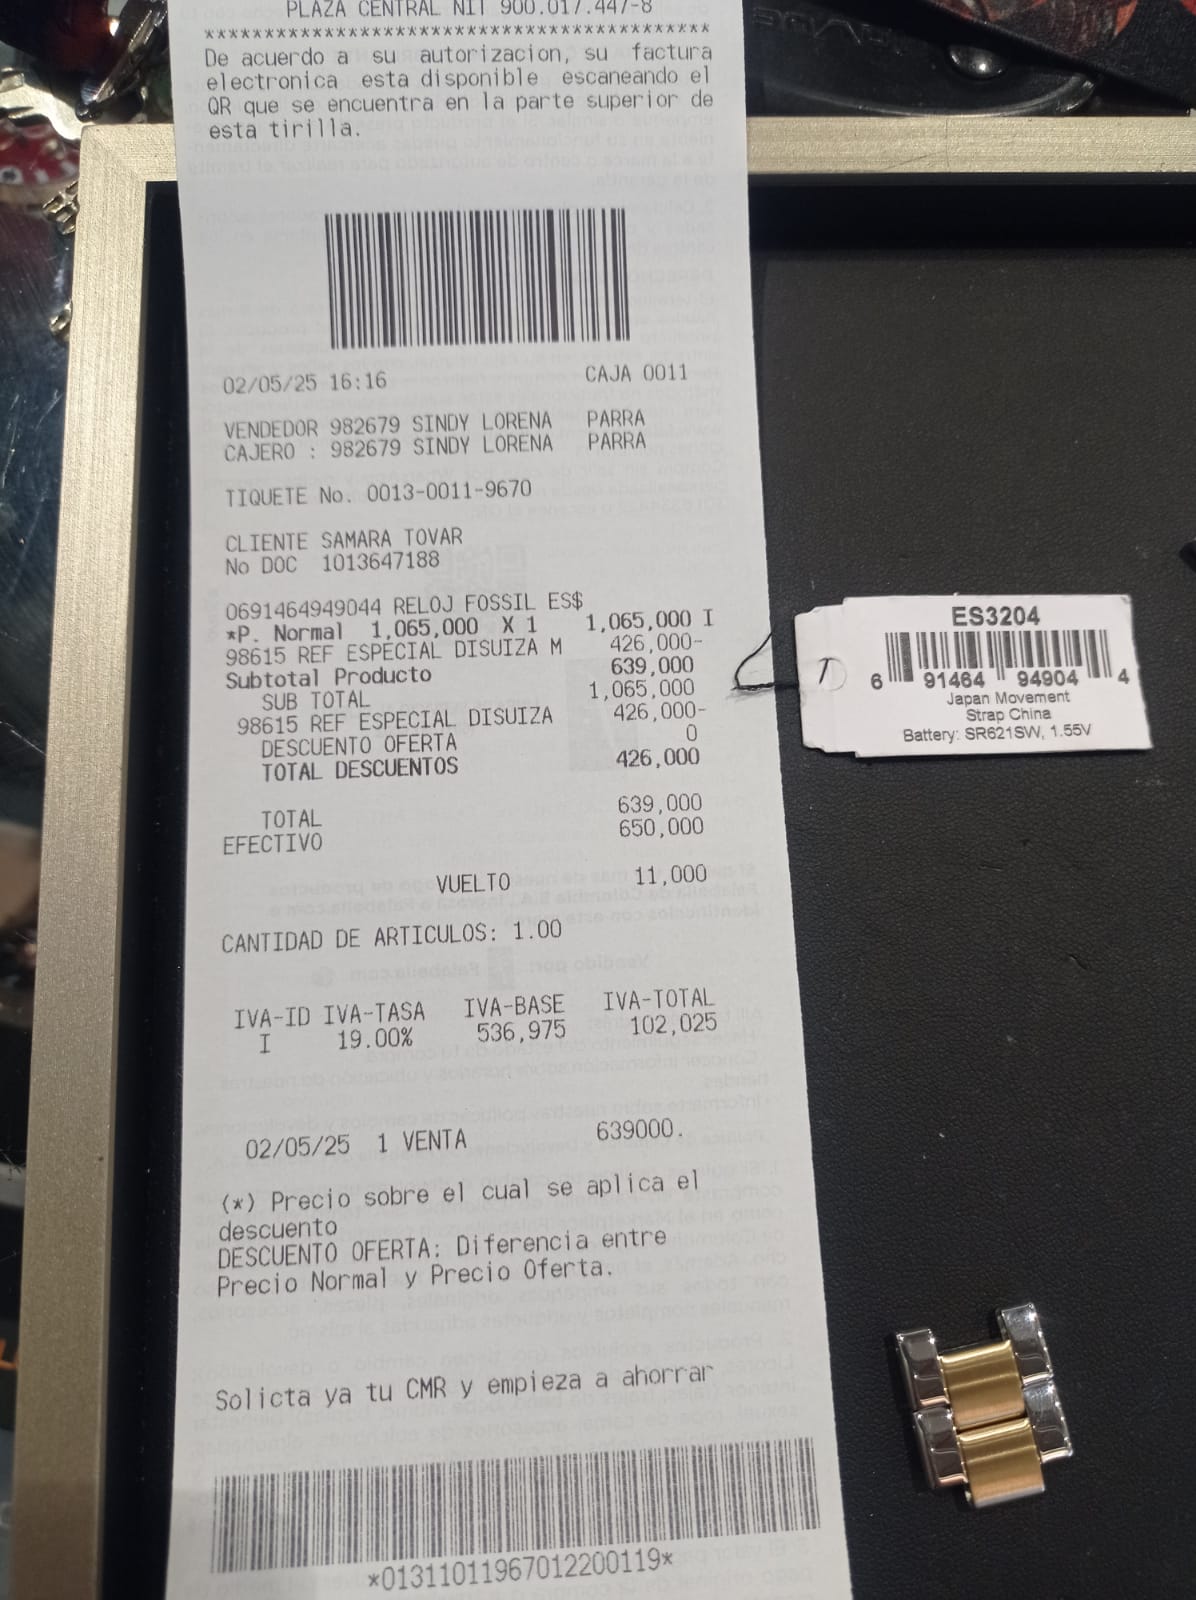 PLAZA CENTRAL NIT 900.017.447-8
******************************************
De acuerdo a su autorizacion, su factura
electronica esta disponible escaneando el
QR que se encuentra en la parte superior de
esta tirilla.
02/05/25 16:16 CAJA 0011
VENDEDOR 982679 SINDY LORENA PARRA
CAJERO : 982679 SINDY LORENA PARRA
TIQUETE No. 0013-0011-9670
CLIENTE SAMARA TOVAR
No DOC 1013647188
0691464949044 RELOJ FOSSIL ES$
*P. Normal 1,065,000 X 1 1,065,000 I
98615 REF ESPECIAL DISUIZA M 426,000-
Subtotal Producto 639,000
SUB TOTAL 1,065,000
98615 REF ESPECIAL DISUIZA 426,000-
DESCUENTO OFERTA 0
TOTAL DESCUENTOS 426,000
TOTAL 639,000
EFECTIVO 650,000
VUELTO 11,000
CANTIDAD DE ARTICULOS: 1.00
IVA-ID IVA-TASA IVA-BASE IVA-TOTAL
I 19.00% 536,975 102,025
02/05/25 1 VENTA 639000.
(*) Precio sobre el cual se aplica el
descuento
DESCUENTO OFERTA: Diferencia entre
Precio Normal y Precio Oferta.
Solicta ya tu CMR y empieza a ahorrar
*01311011967012200119*
ES3204
6 91464 94904 4
Japan Movement
Strap China
Battery: SR621SW, 1.55V